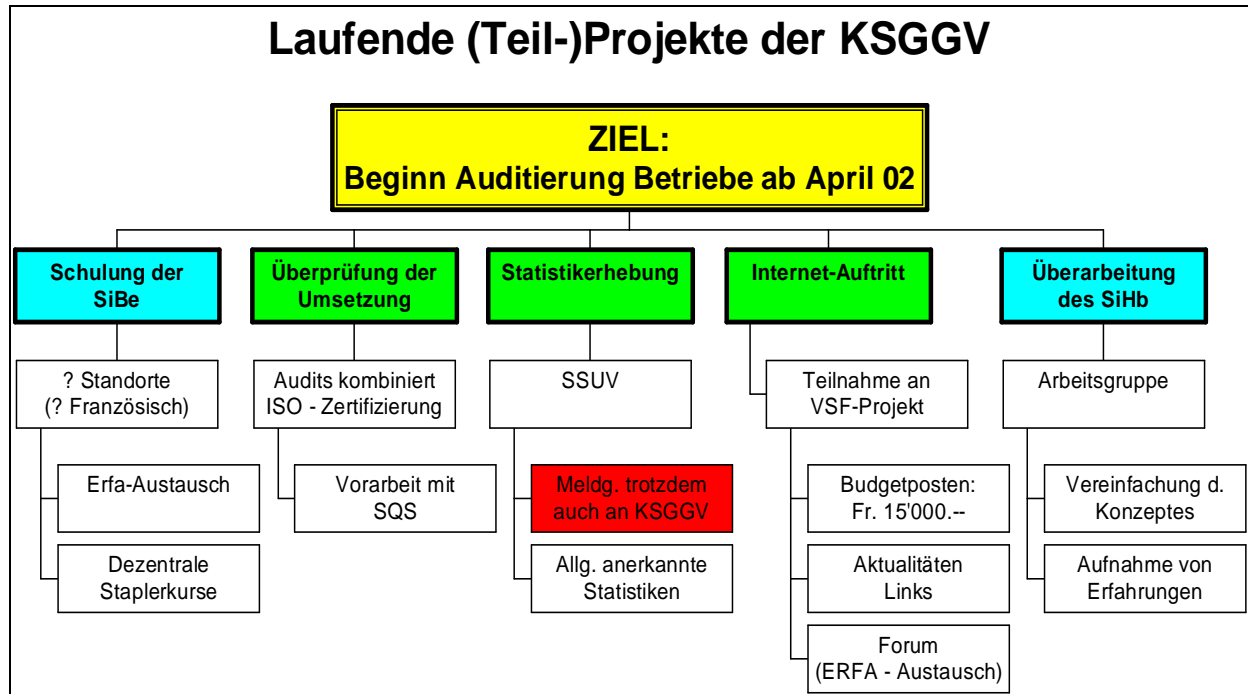 Laufende (Teil-)Projekte der KSGGV
ZIEL:
Beginn Auditierung Betriebe ab April 02
Schulung der
SiBe
Überprüfung der
Umsetzung
Statistikerhebung
Internet-Auftritt
Überarbeitung
des SiHb
? Standorte
(? Französisch)
Erfa-Austausch
Dezentrale
Staplerkurse
Audits kombiniert
ISO - Zertifizierung
Vorarbeit mit
SQS
SSUV
Meldg. trotzdem
auch an KSGGV
Allg. anerkannte
Statistiken
Teilnahme an
VSF-Projekt
Budgetposten:
Fr. 15'000.--
Aktualitäten
Links
Forum
(ERFA - Austausch)
Arbeitsgruppe
Vereinfachung d.
Konzeptes
Aufnahme von
Erfahrungen